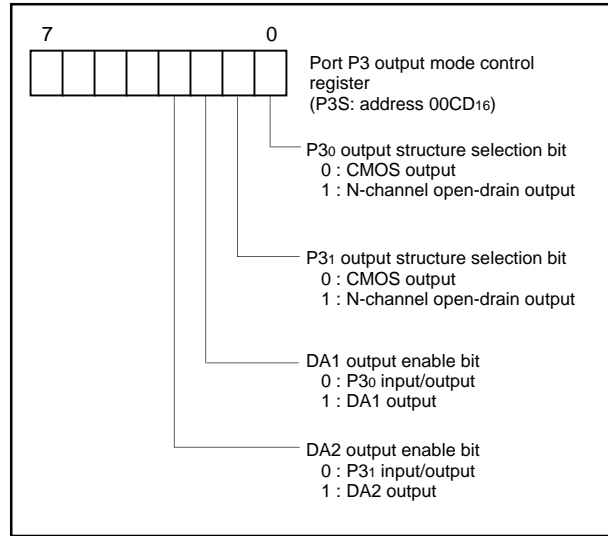 7 0
Port P3 output mode control
register
(P3S: address 00CD16)
P30 output structure selection bit
0 : CMOS output
1 : N-channel open-drain output
P31 output structure selection bit
0 : CMOS output
1 : N-channel open-drain output
DA1 output enable bit
0 : P30 input/output
1 : DA1 output
DA2 output enable bit
0 : P31 input/output
1 : DA2 output